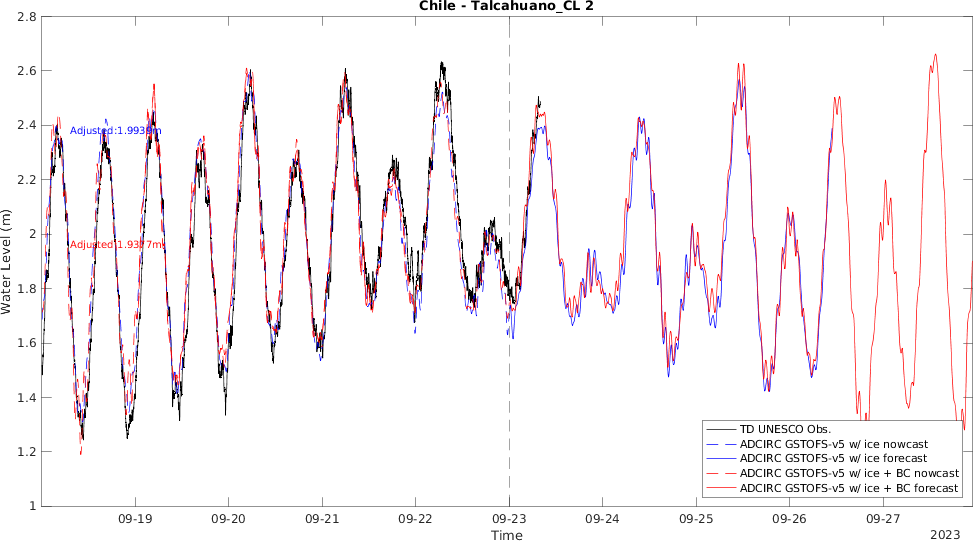 Chile - Talcahuano_CL 2
2.8
2.6
2.4
2.2
2
1.8
1.6
1.4
1.2
1
Water Level (m)
Adjusted:1.9939m
TD UNESCO Obs.
ADCIRC GSTOFS-v5 w/ ice nowcast
ADCIRC GSTOFS-v5 w/ ice forecast
ADCIRC GSTOFS-v5 w/ ice + BC nowcast
ADCIRC GSTOFS-v5 w/ ice + BC forecast
09-19
09-20
09-21
09-22
09-23
09-24
09-25
09-26
09-27
Time
2023